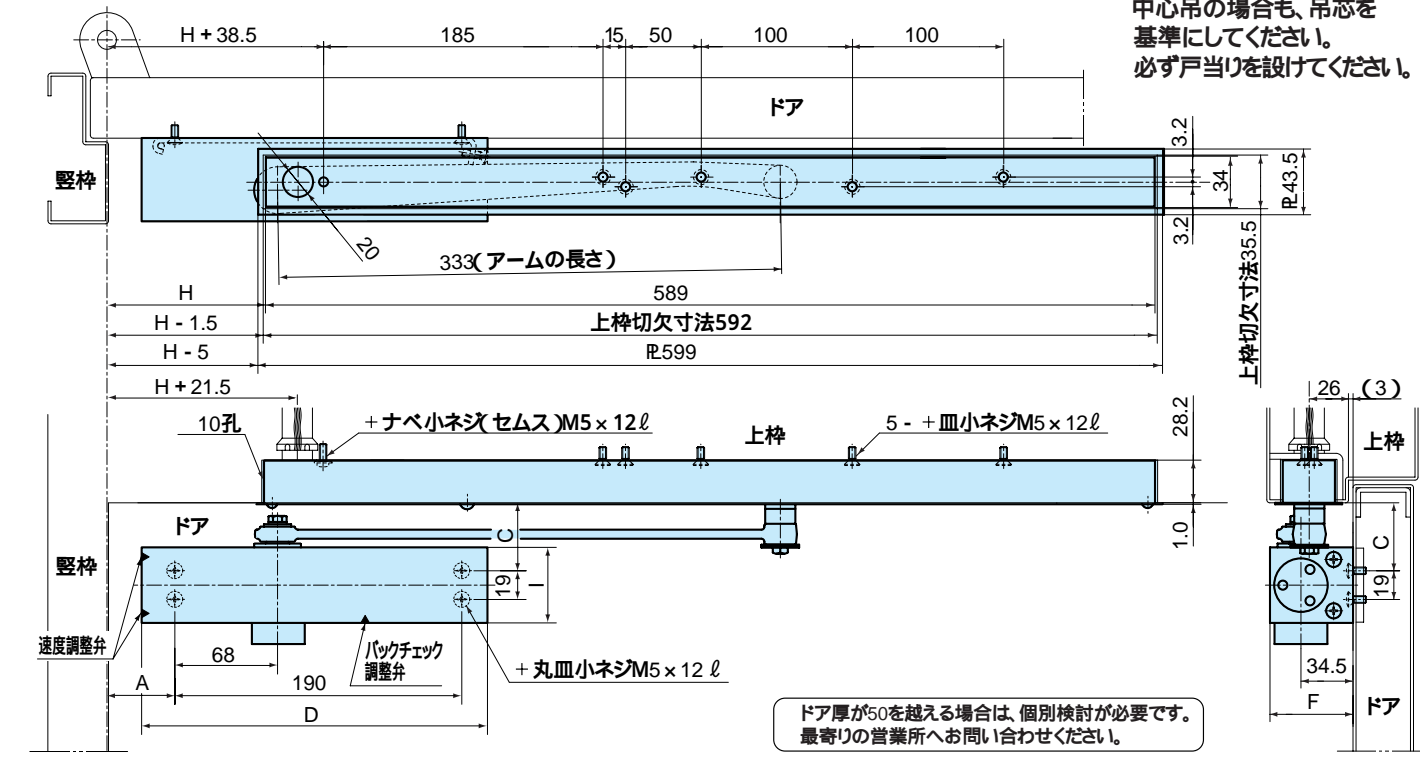 中心吊の場合も、吊芯を
基準にしてください。
必ず戸当りを設けてください。
H + 38.5
185
15
50
100
100
ドア
竪枠
3.2
34
3.2
上枠切欠寸法35.5
PL43.5
20
333(アームの長さ)
H
589
H - 1.5
上枠切欠寸法592
H - 5
PL599
H + 21.5
10孔
+ナベ小ネジ(セムス)M5×12ℓ
上枠
5 - +皿小ネジM5×12ℓ
28.2
26
(3)
上枠
ドア
竪枠
C
19
I
1.0
C
19
速度調整弁
68
バックチェック
調整弁
+丸皿小ネジM5×12 ℓ
A
190
D
34.5
F
ドア
ドア厚が50を越える場合は、個別検討が必要です。
最寄りの営業所へお問い合わせください。